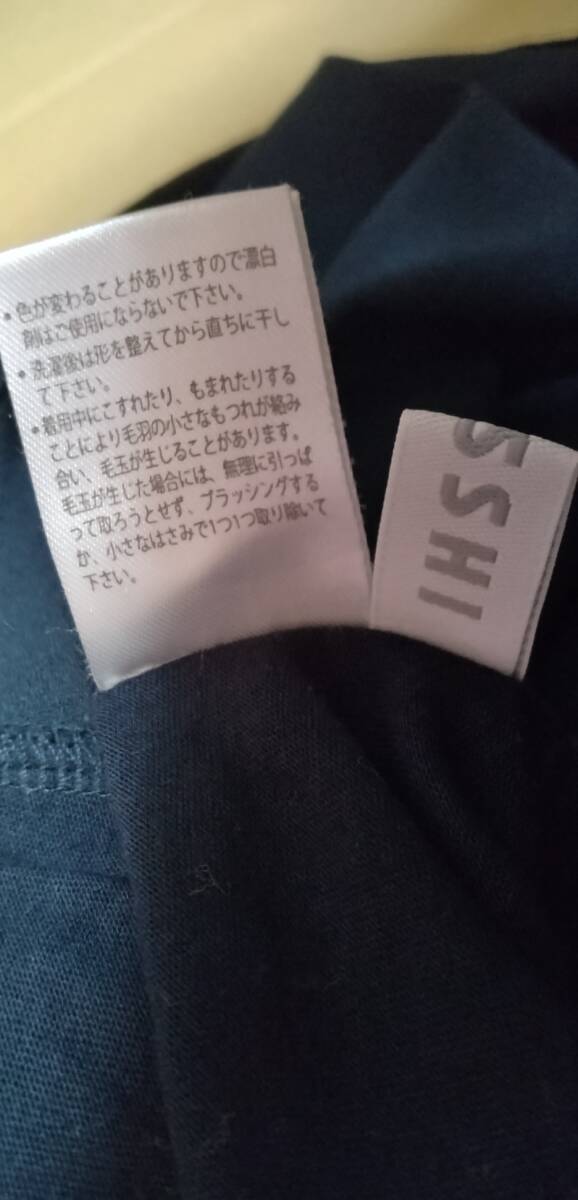 • 色が変わることがありますので漂白
剤はご使用にならないで下さい。
• 洗濯後は形を整えてから直ちに干し
て下さい。
• 着用中にこすれたり、もまれたりする
ことにより毛羽の小さなもつれが絡み
合い、毛玉が生じることがあります。
毛玉が生じた場合には、無理に引っぱ
って取ろうとせず、ブラッシングする
か、小さなはさみで1つ1つ取り除いて
下さい。
SSHI